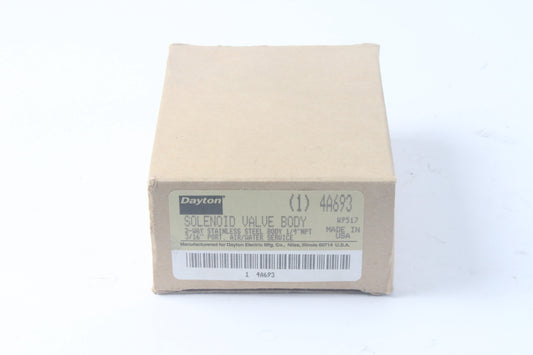 Dayton (1) 4A693
SOLENOID VALVE BODY R9517
2-WAY STAINLESS STEEL BODY 1/4"NPT MADE IN
3/16" PORT. AIR/WATER SERVICE USA
Manufactured for Dayton Electric Mfg. Co., Niles, Illinois 60714 U.S.A.
1 4A693